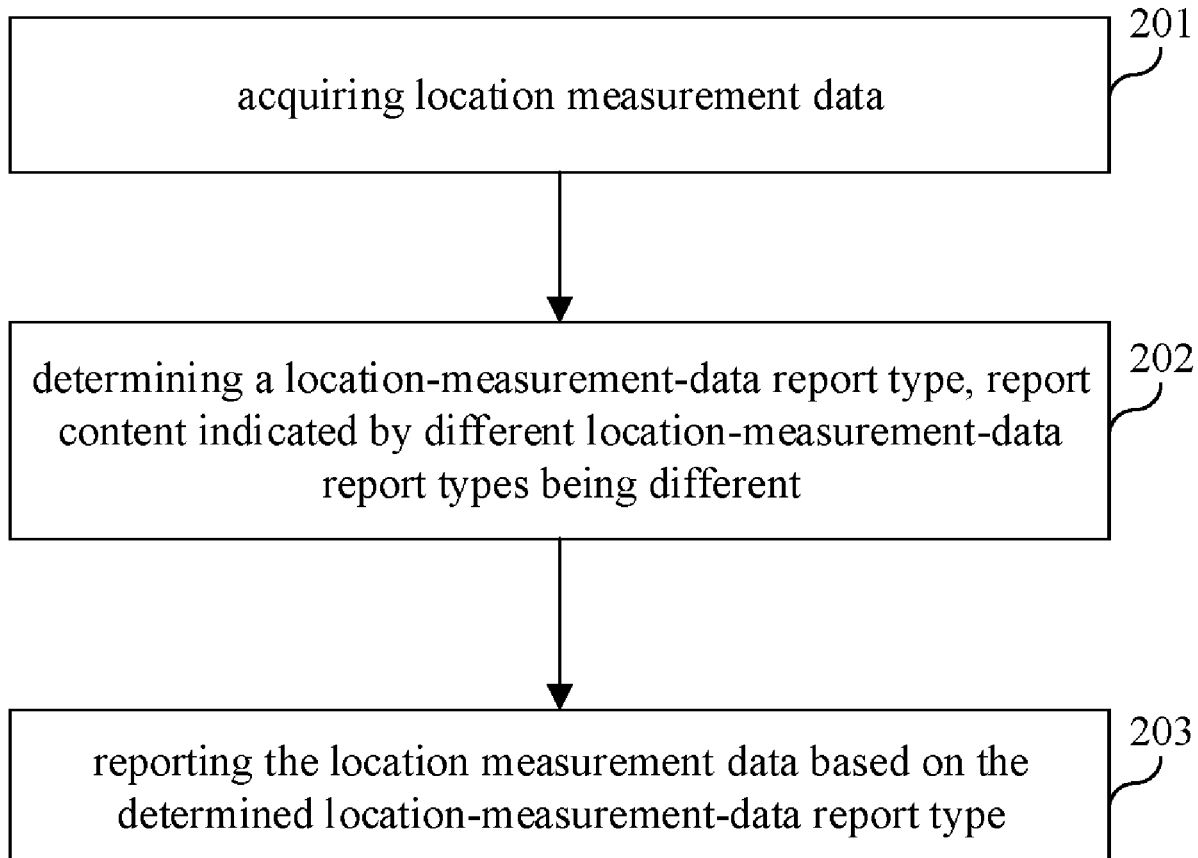 201
acquiring location measurement data
202
determining a location-measurement-data report type, report
content indicated by different location-measurement-data
report types being different
203
reporting the location measurement data based on the
determined location-measurement-data report type